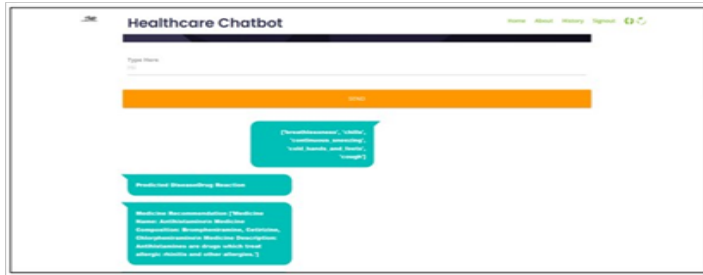 Healthcare Chatbot
Home About History Signout
Type Here
SEND
['breathlessness', 'chills',
'continuous_sneezing',
'cold_hands_and_feets',
'cough']
Predicted Disease:Drug Reaction
Medicine Recommendation:['Medicine
Name: Antihistamines Medicine
Composition: Brompheniramine, Cetirizine,
Chlorpheniramine Medicine Description:
Antihistamines are drugs which treat
allergic rhinitis and other allergies.']